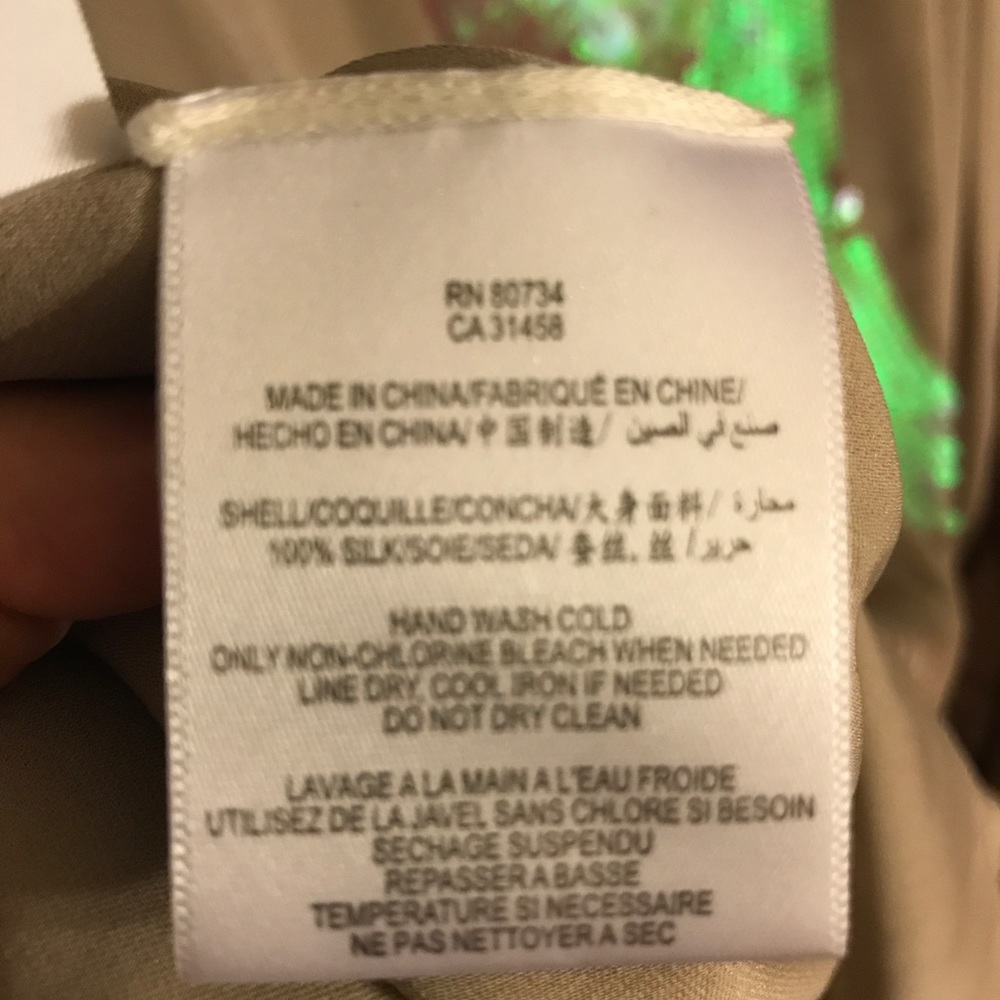 RN 80734
CA 31458
MADE IN CHINA/FABRIQUÉ EN CHINE/
HECHO EN CHINA/ 中国制造/ صنع في الصين
SHELL/COQUILLE/CONCHA/大身面料/ محارة
100% SILK/SOIE/SEDA/ 蚕丝. 丝 / حرير
HAND WASH COLD
ONLY NON-CHLORINE BLEACH WHEN NEEDED
LINE DRY. COOL IRON IF NEEDED
DO NOT DRY CLEAN
LAVAGE A LA MAIN A L'EAU FROIDE
UTILISEZ DE LA JAVEL SANS CHLORE SI BESOIN
SECHAGE SUSPENDU
REPASSER A BASSE
TEMPERATURE SI NECESSAIRE
NE PAS NETTOYER A SEC